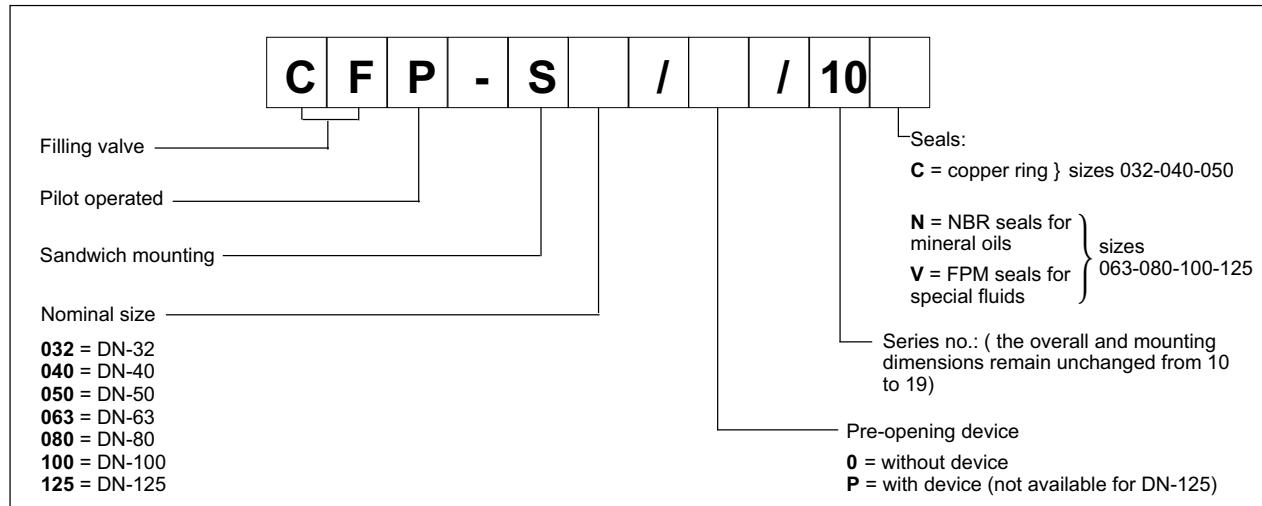 C F P - S / / 10
Filling valve
Pilot operated
Sandwich mounting
Nominal size
032 = DN-32
040 = DN-40
050 = DN-50
063 = DN-63
080 = DN-80
100 = DN-100
125 = DN-125
Seals:
C = copper ring } sizes 032-040-050
N = NBR seals for
mineral oils
V = FPM seals for
special fluids
sizes
063-080-100-125
Series no.: ( the overall and mounting
dimensions remain unchanged from 10
to 19)
Pre-opening device
0 = without device
P = with device (not available for DN-125)